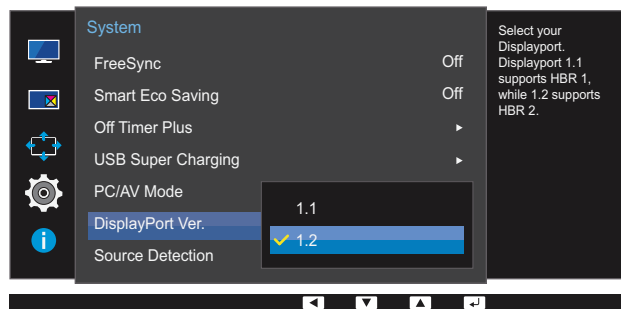 System
FreeSync Off
Smart Eco Saving Off
Off Timer Plus
USB Super Charging
PC/AV Mode
DisplayPort Ver.
Source Detection
1.1
1.2
Select your
Displayport.
Displayport 1.1
supports HBR 1,
while 1.2 supports
HBR 2.